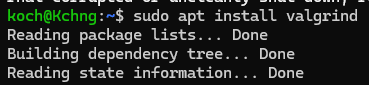 koch@Kchng:~$ sudo apt install valgrind
Reading package lists... Done
Building dependency tree... Done
Reading state information... Done